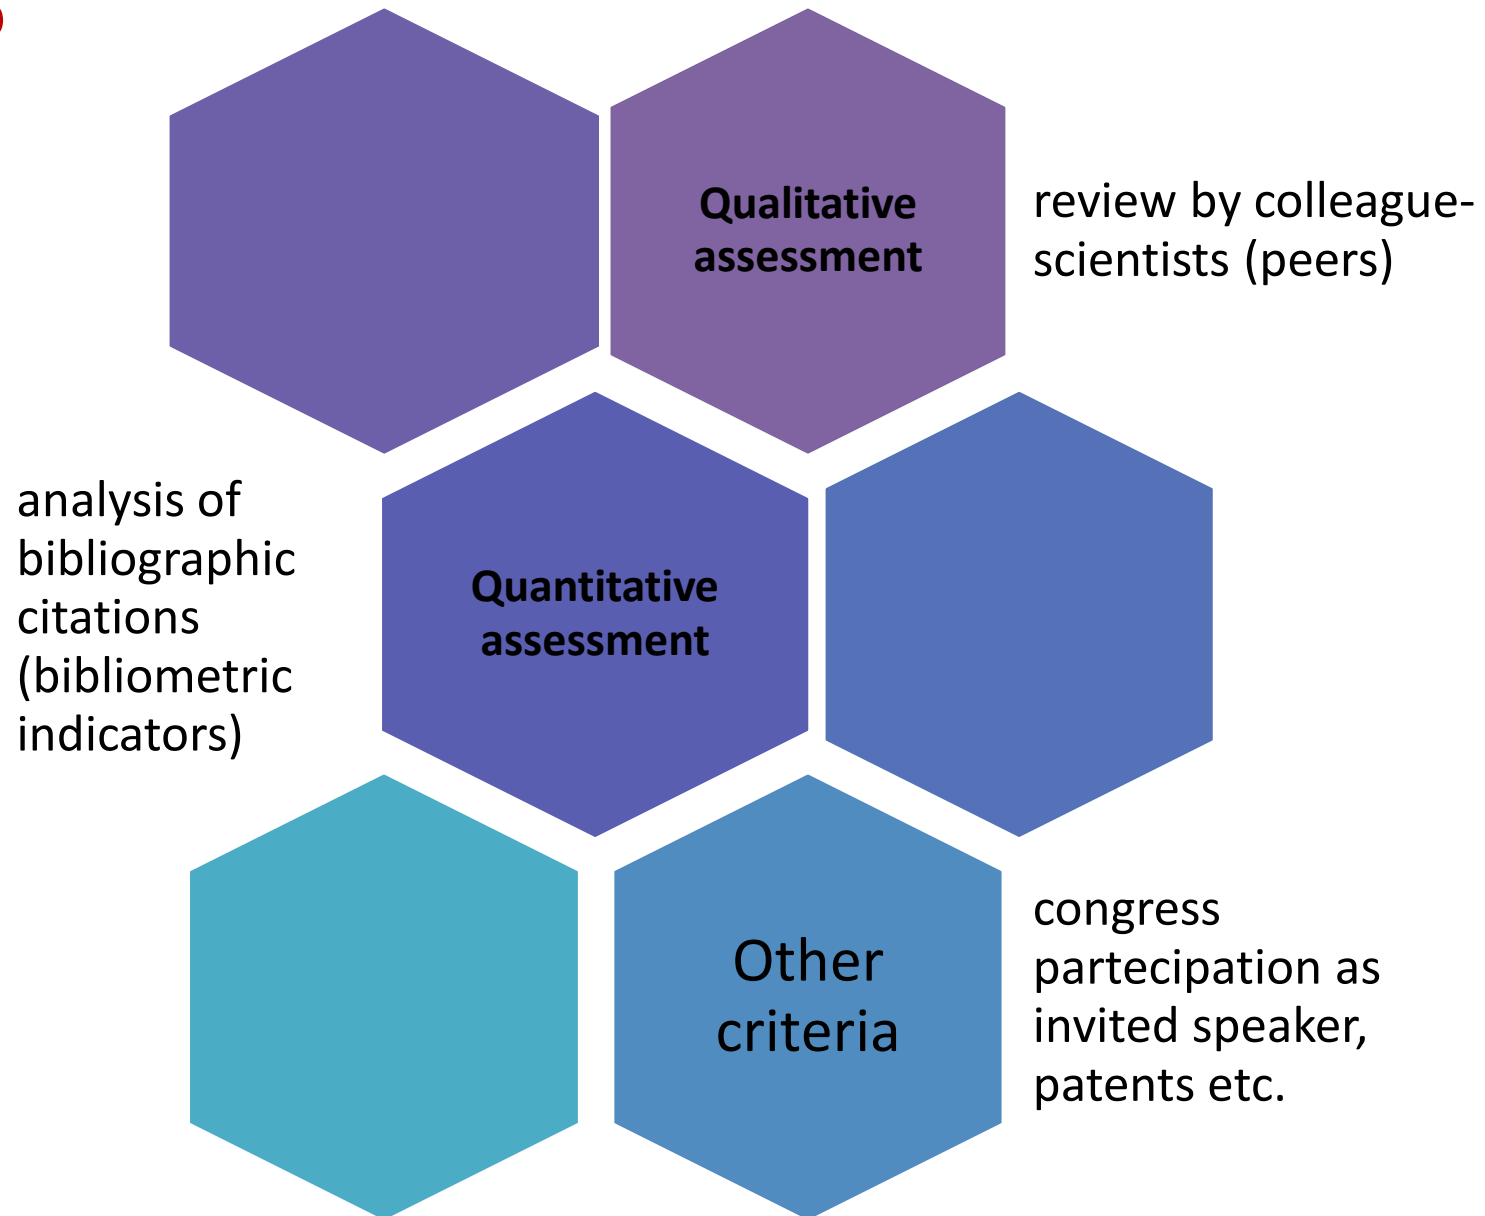 Qualitative
assessment
review by colleague-
scientists (peers)
analysis of
bibliographic
citations
(bibliometric
indicators)
Quantitative
assessment
Other
criteria
congress
partecipation as
invited speaker,
patents etc.